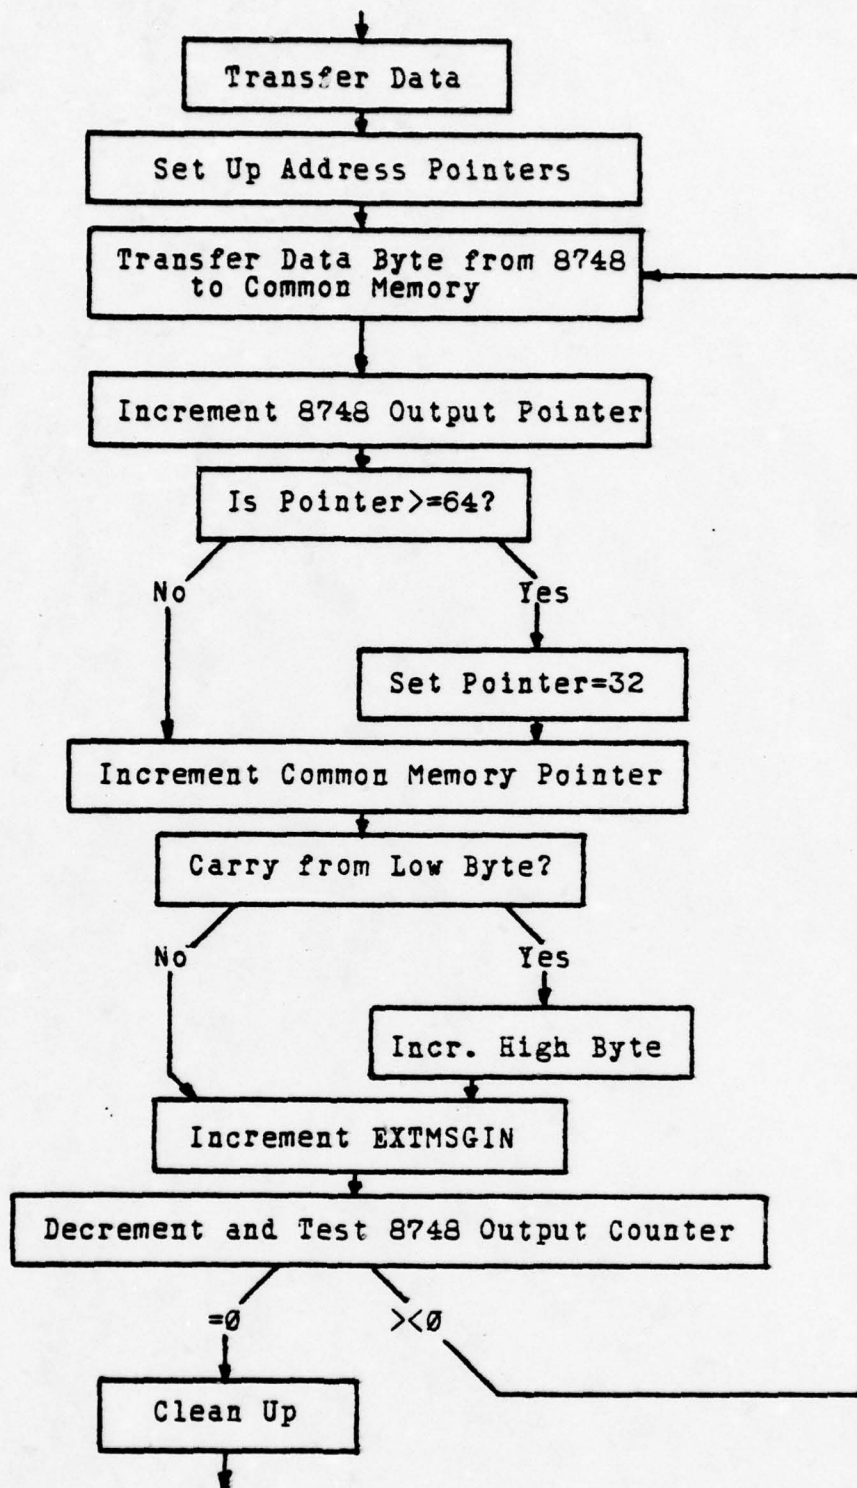 Transfer Data
Set Up Address Pointers
Transfer Data Byte from 8748
to Common Memory
Increment 8748 Output Pointer
Is Pointer>=64?
No
Yes
Set Pointer=32
Increment Common Memory Pointer
Carry from Low Byte?
No
Yes
Incr. High Byte
Increment EXTMSGIN
Decrement and Test 8748 Output Counter
=Ø
><Ø
Clean Up